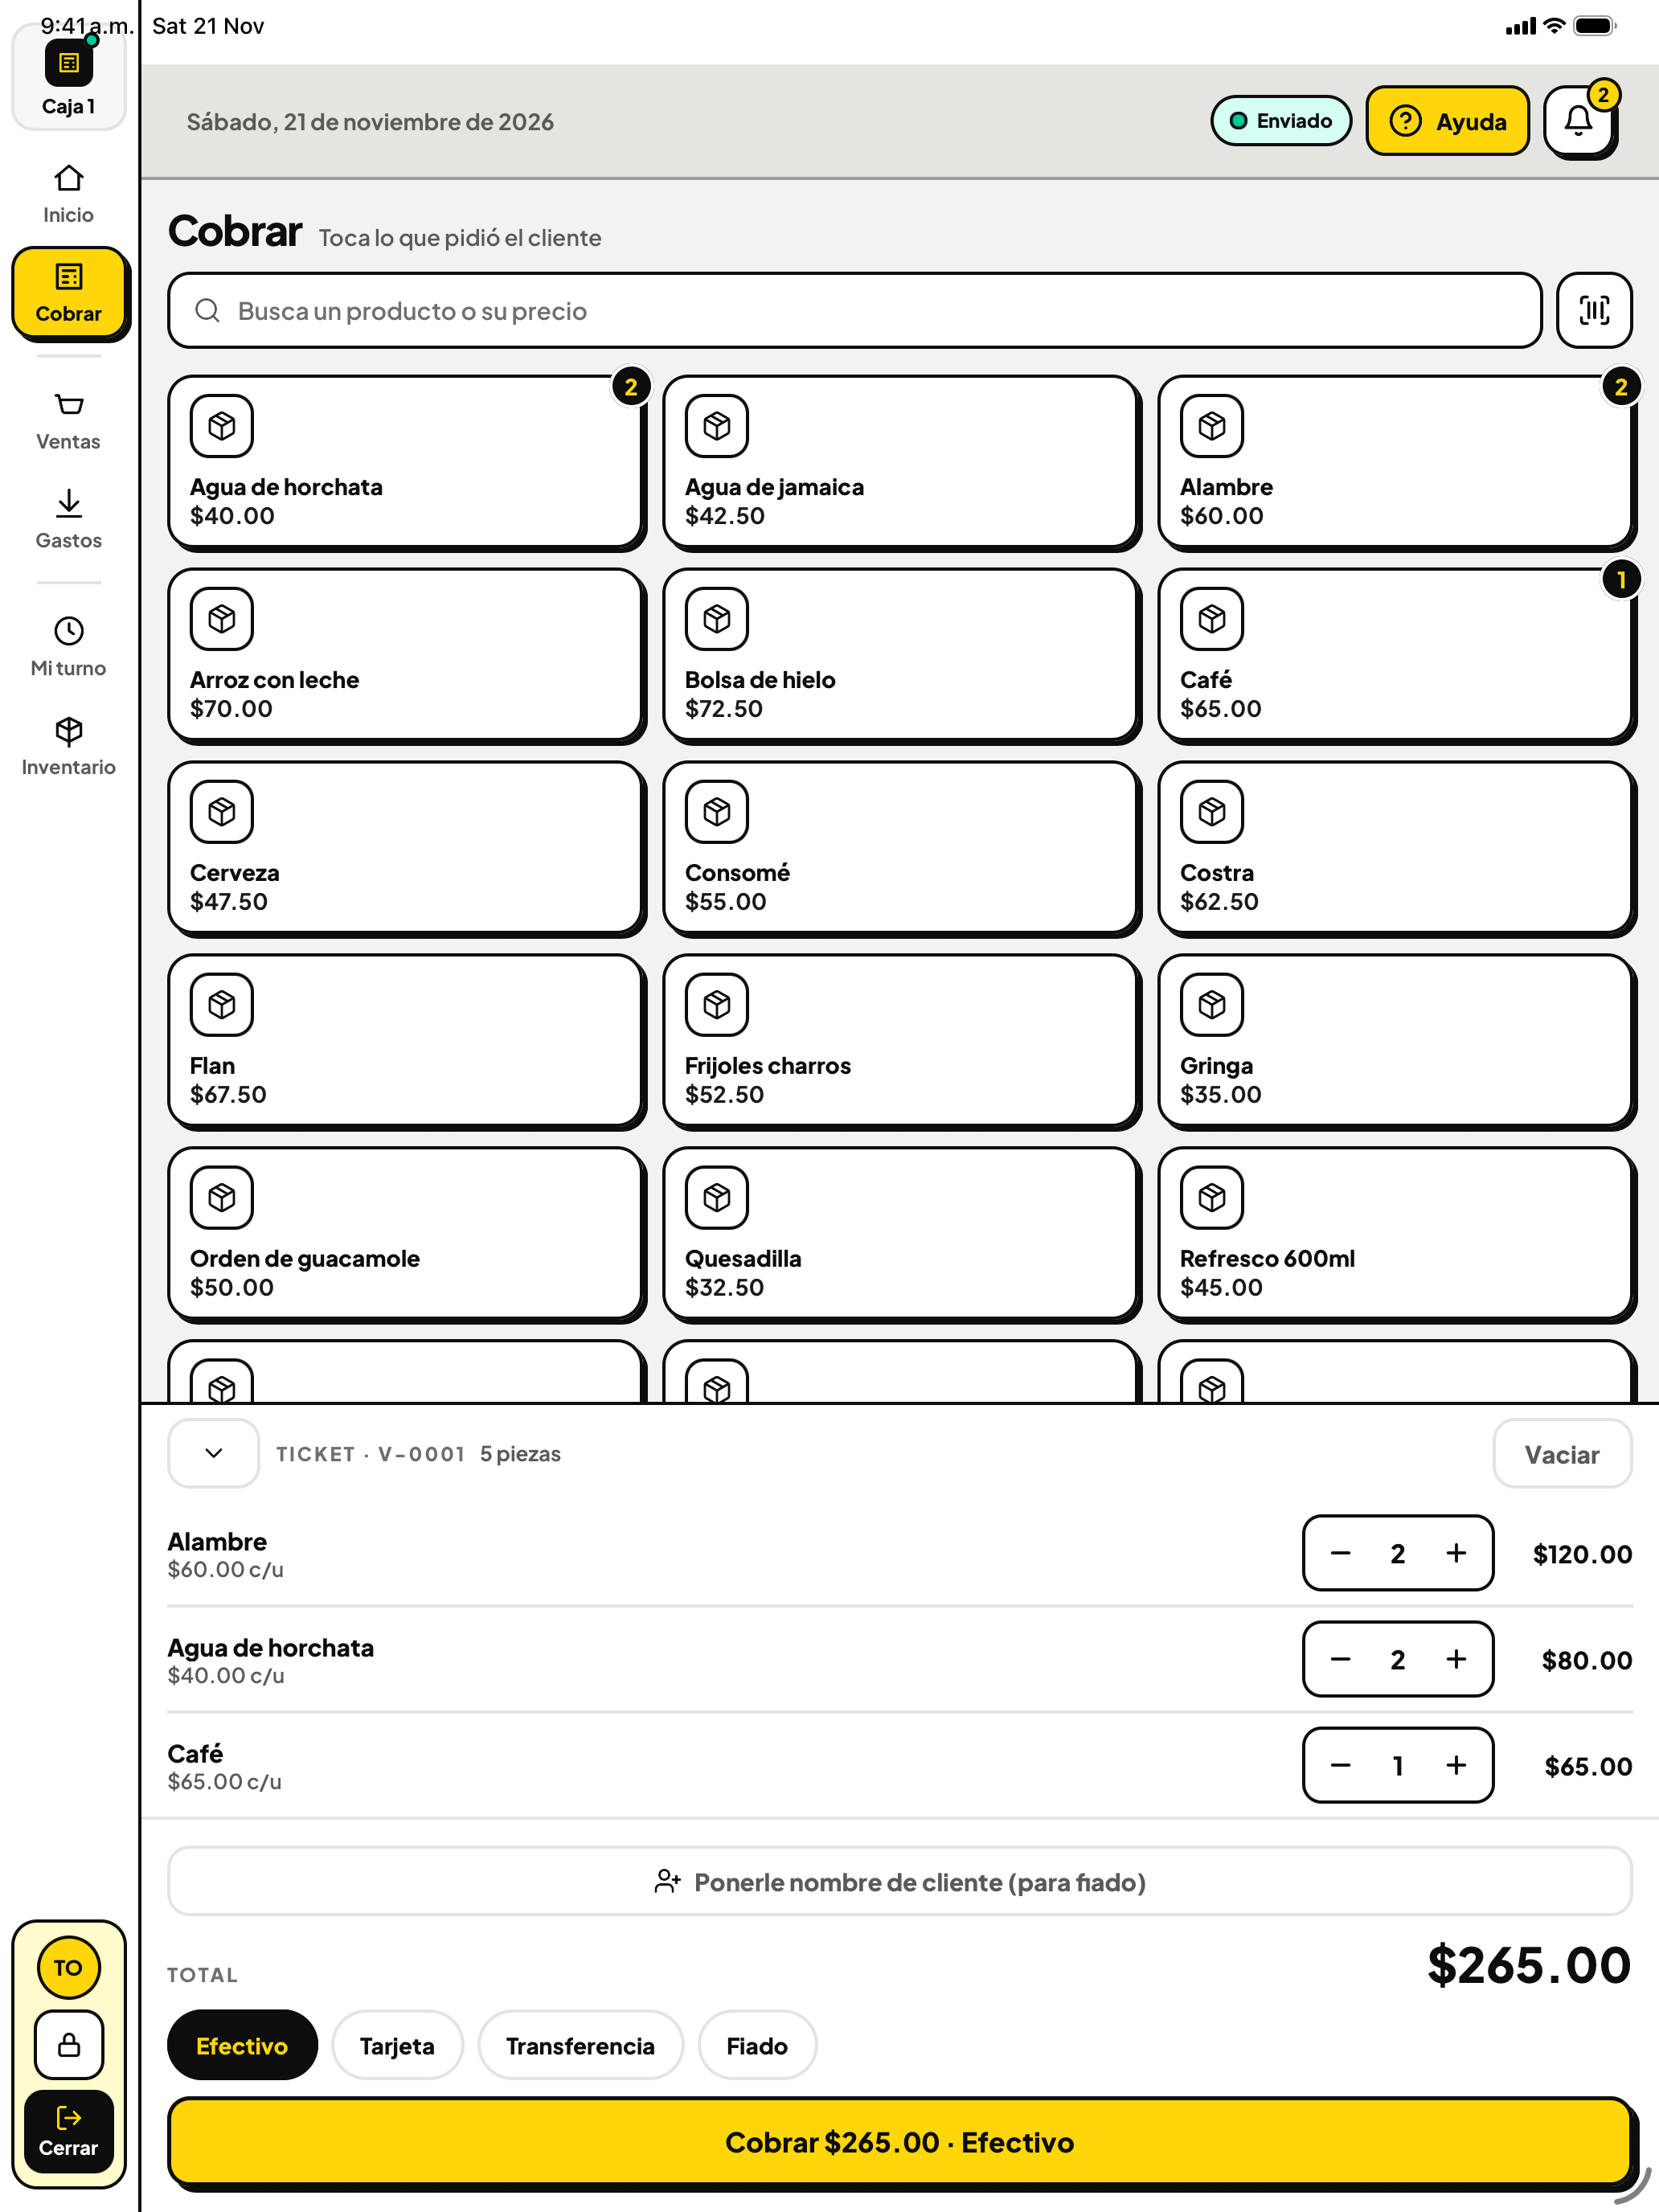 9:41 a.m. Sat 21 Nov
Caja 1
Inicio
Cobrar
Ventas
Gastos
Mi turno
Inventario
TO
Cerrar
Sábado, 21 de noviembre de 2026
Enviado
Ayuda
2
Cobrar Toca lo que pidió el cliente
Busca un producto o su precio
2
Agua de horchata
$40.00
Agua de jamaica
$42.50
2
Alambre
$60.00
Arroz con leche
$70.00
Bolsa de hielo
$72.50
1
Café
$65.00
Cerveza
$47.50
Consomé
$55.00
Costra
$62.50
Flan
$67.50
Frijoles charros
$52.50
Gringa
$35.00
Orden de guacamole
$50.00
Quesadilla
$32.50
Refresco 600ml
$45.00
TICKET · V-0001 5 piezas
Vaciar
Alambre
$60.00 c/u
− 2 +
$120.00
Agua de horchata
$40.00 c/u
− 2 +
$80.00
Café
$65.00 c/u
− 1 +
$65.00
Ponerle nombre de cliente (para fiado)
TOTAL
$265.00
Efectivo
Tarjeta
Transferencia
Fiado
Cobrar $265.00 · Efectivo